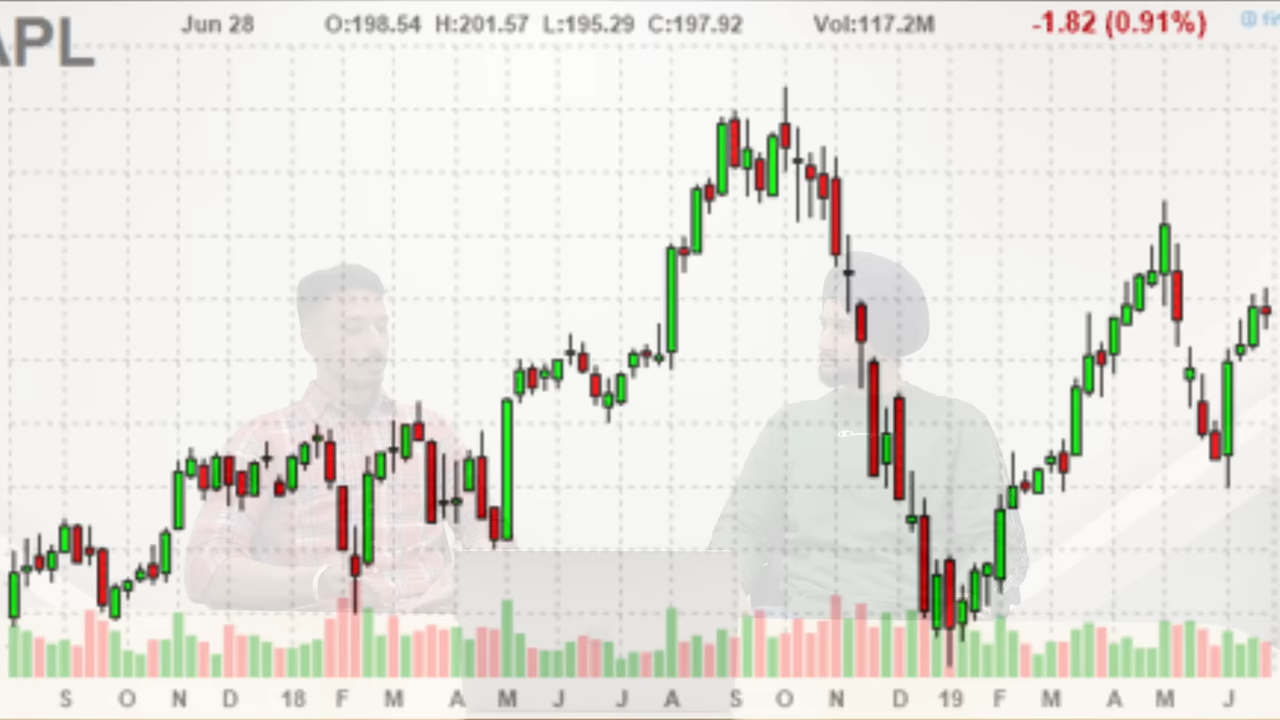 Jun 28 O:198.54 H:201.57 L:195.29 C:197.92 Vol:117.2M -1.82 (0.91%)
APL
S O N D 18 F M A M J J A S O N D 19 F M A M J